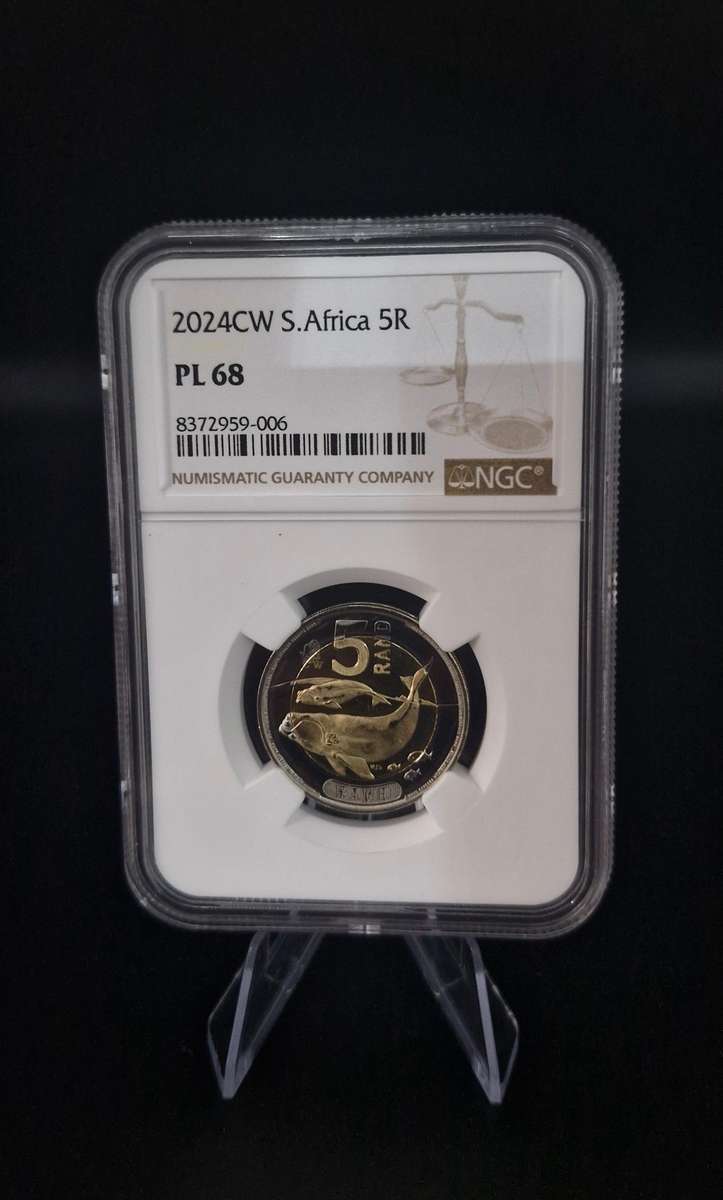 2024CW S.Africa 5R
PL 68
8372959-006
NUMISMATIC GUARANTY COMPANY NGC®
5
RAND